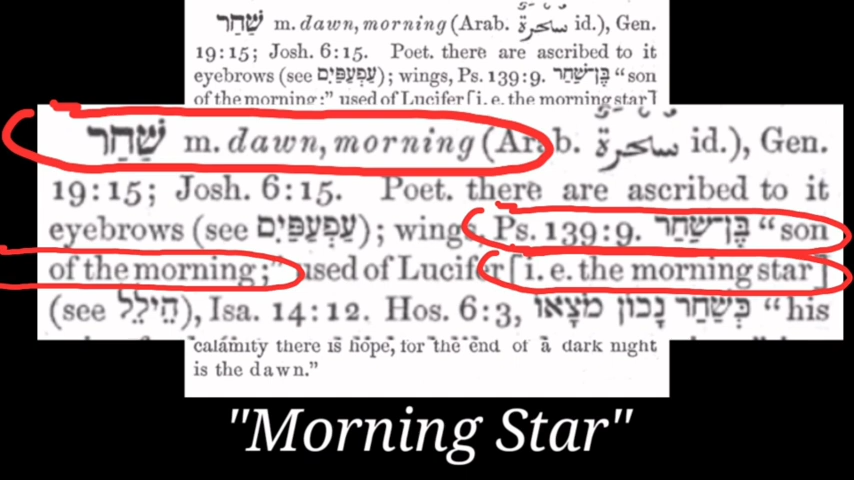 שַׁחַר m. dawn, morning (Arab. سحرة id.), Gen.
19:15; Josh. 6:15. Poet. there are ascribed to it
eyebrows (see עַפְעַפַּיִם); wings, Ps. 139:9. בֶּן־שַׁחַר “son
of the morning;” used of Lucifer [i. e. the morning star]
שַׁחַר m. dawn, morning (Arab. سحرة id.), Gen.
19:15; Josh. 6:15. Poet. there are ascribed to it
eyebrows (see עַפְעַפַּיִם); wings, Ps. 139:9. בֶּן־שַׁחַר “son
of the morning;” used of Lucifer [i. e. the morning star]
(see הֵילֵל), Isa. 14:12. Hos. 6:3, כְּשַׁחַר נָכוֹן מֹצָאוֹ “his
calamity there is hope, for the end of a dark night
is the dawn.”
"Morning Star"